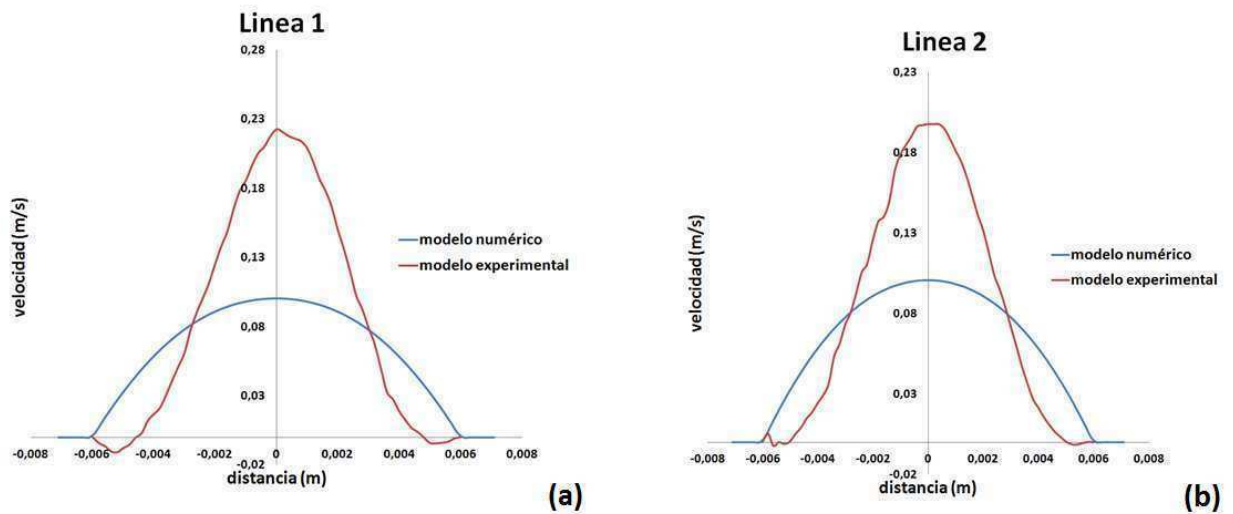 Linea 1
0,28
0,23
0,18
0,13
0,08
0,03
-0,02
velocidad (m/s)
modelo numérico
modelo experimental
-0,008 -0,006 -0,004 -0,002 0 0,002 0,004 0,006 0,008
distancia (m)
(a)
Linea 2
0,23
0,18
0,13
0,08
0,03
-0,02
velocidad (m/s)
modelo numérico
modelo experimental
-0,008 -0,006 -0,004 -0,002 0 0,002 0,004 0,006 0,008
distancia (m)
(b)